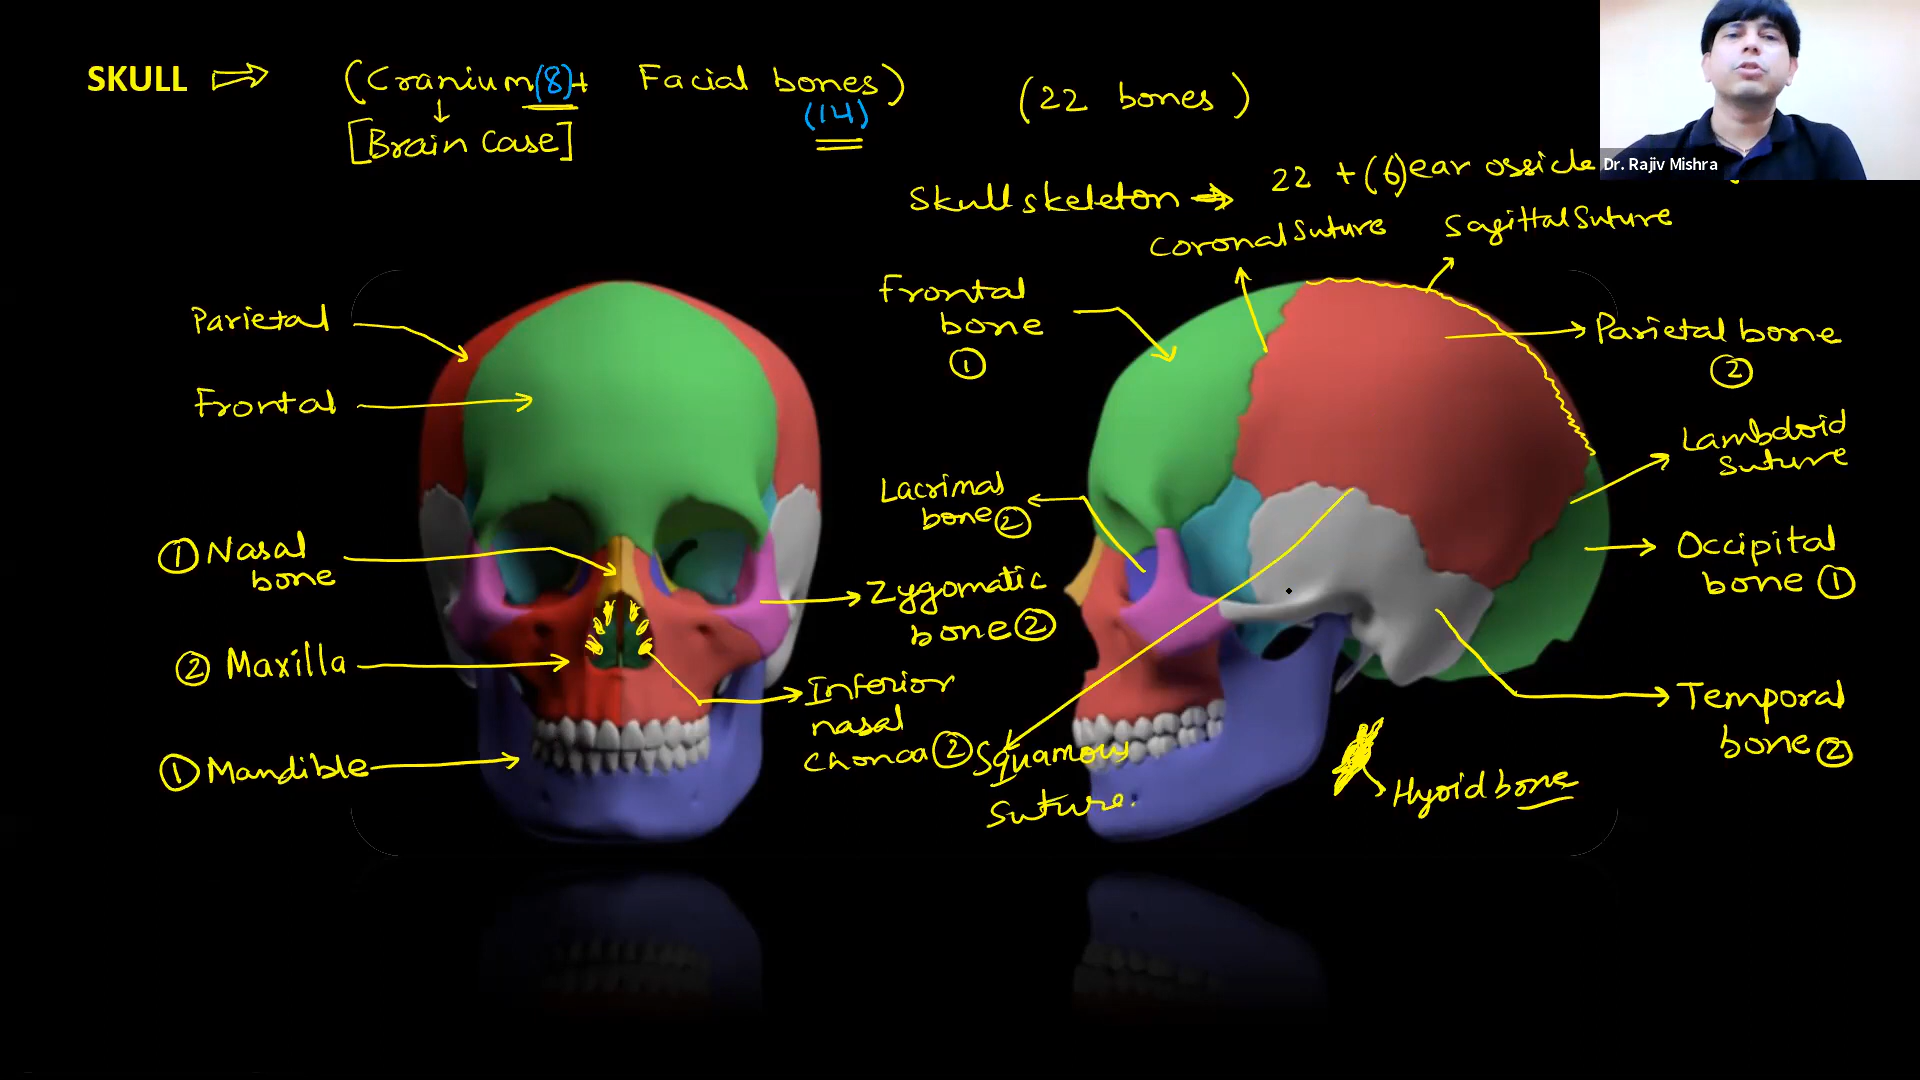 SKULL
(Cranium(8)+ Facial bones)
(14)
[Brain Case]
(22 bones)
Dr. Rajiv Mishra
Skull skeleton → 22 + (6) ear ossicle
Coronal suture
Sagittal suture
Parietal
Frontal
① Nasal
bone
② Maxilla
① Mandible
Zygomatic
bone ②
Inferior
nasal
②
Frontal
bone
①
Lacrimal
bone ②
Squamous
suture.
Parietal bone
②
Lambdoid
suture
Occipital
bone ①
Temporal
bone ②
Hyoid bone